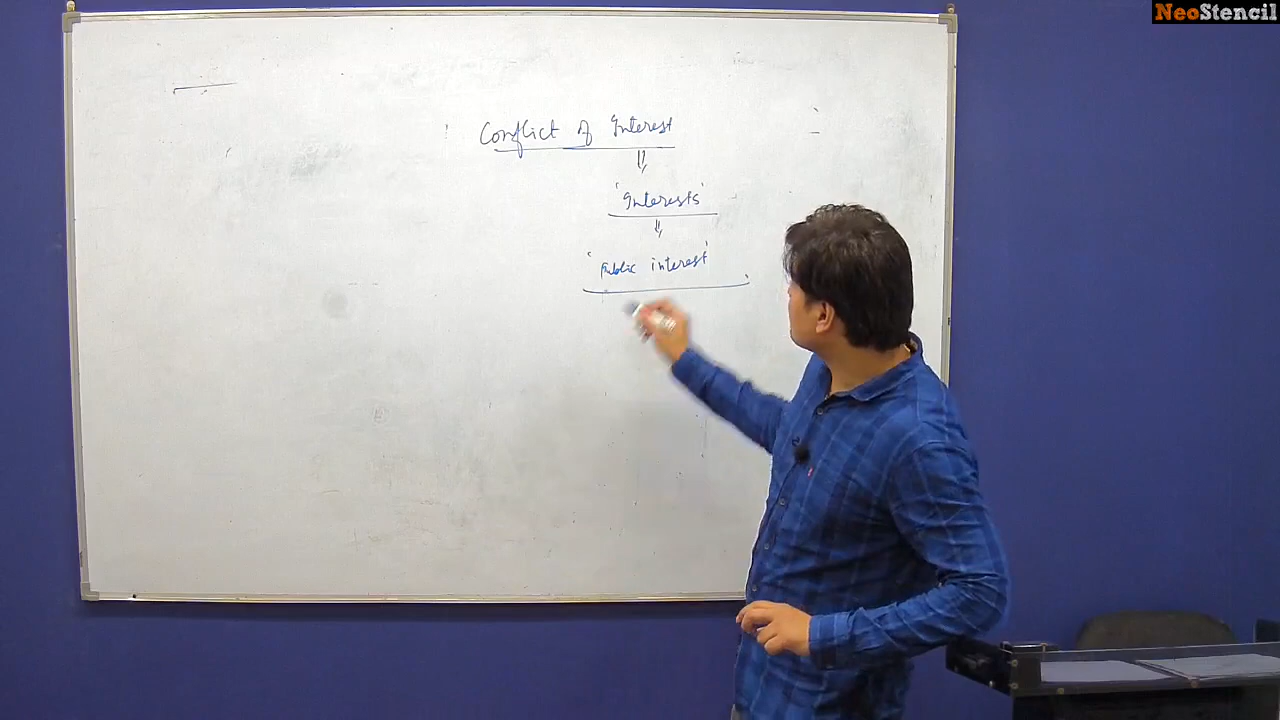 NeoStencil
Conflict of Interest
'Interests'
'Public interest'